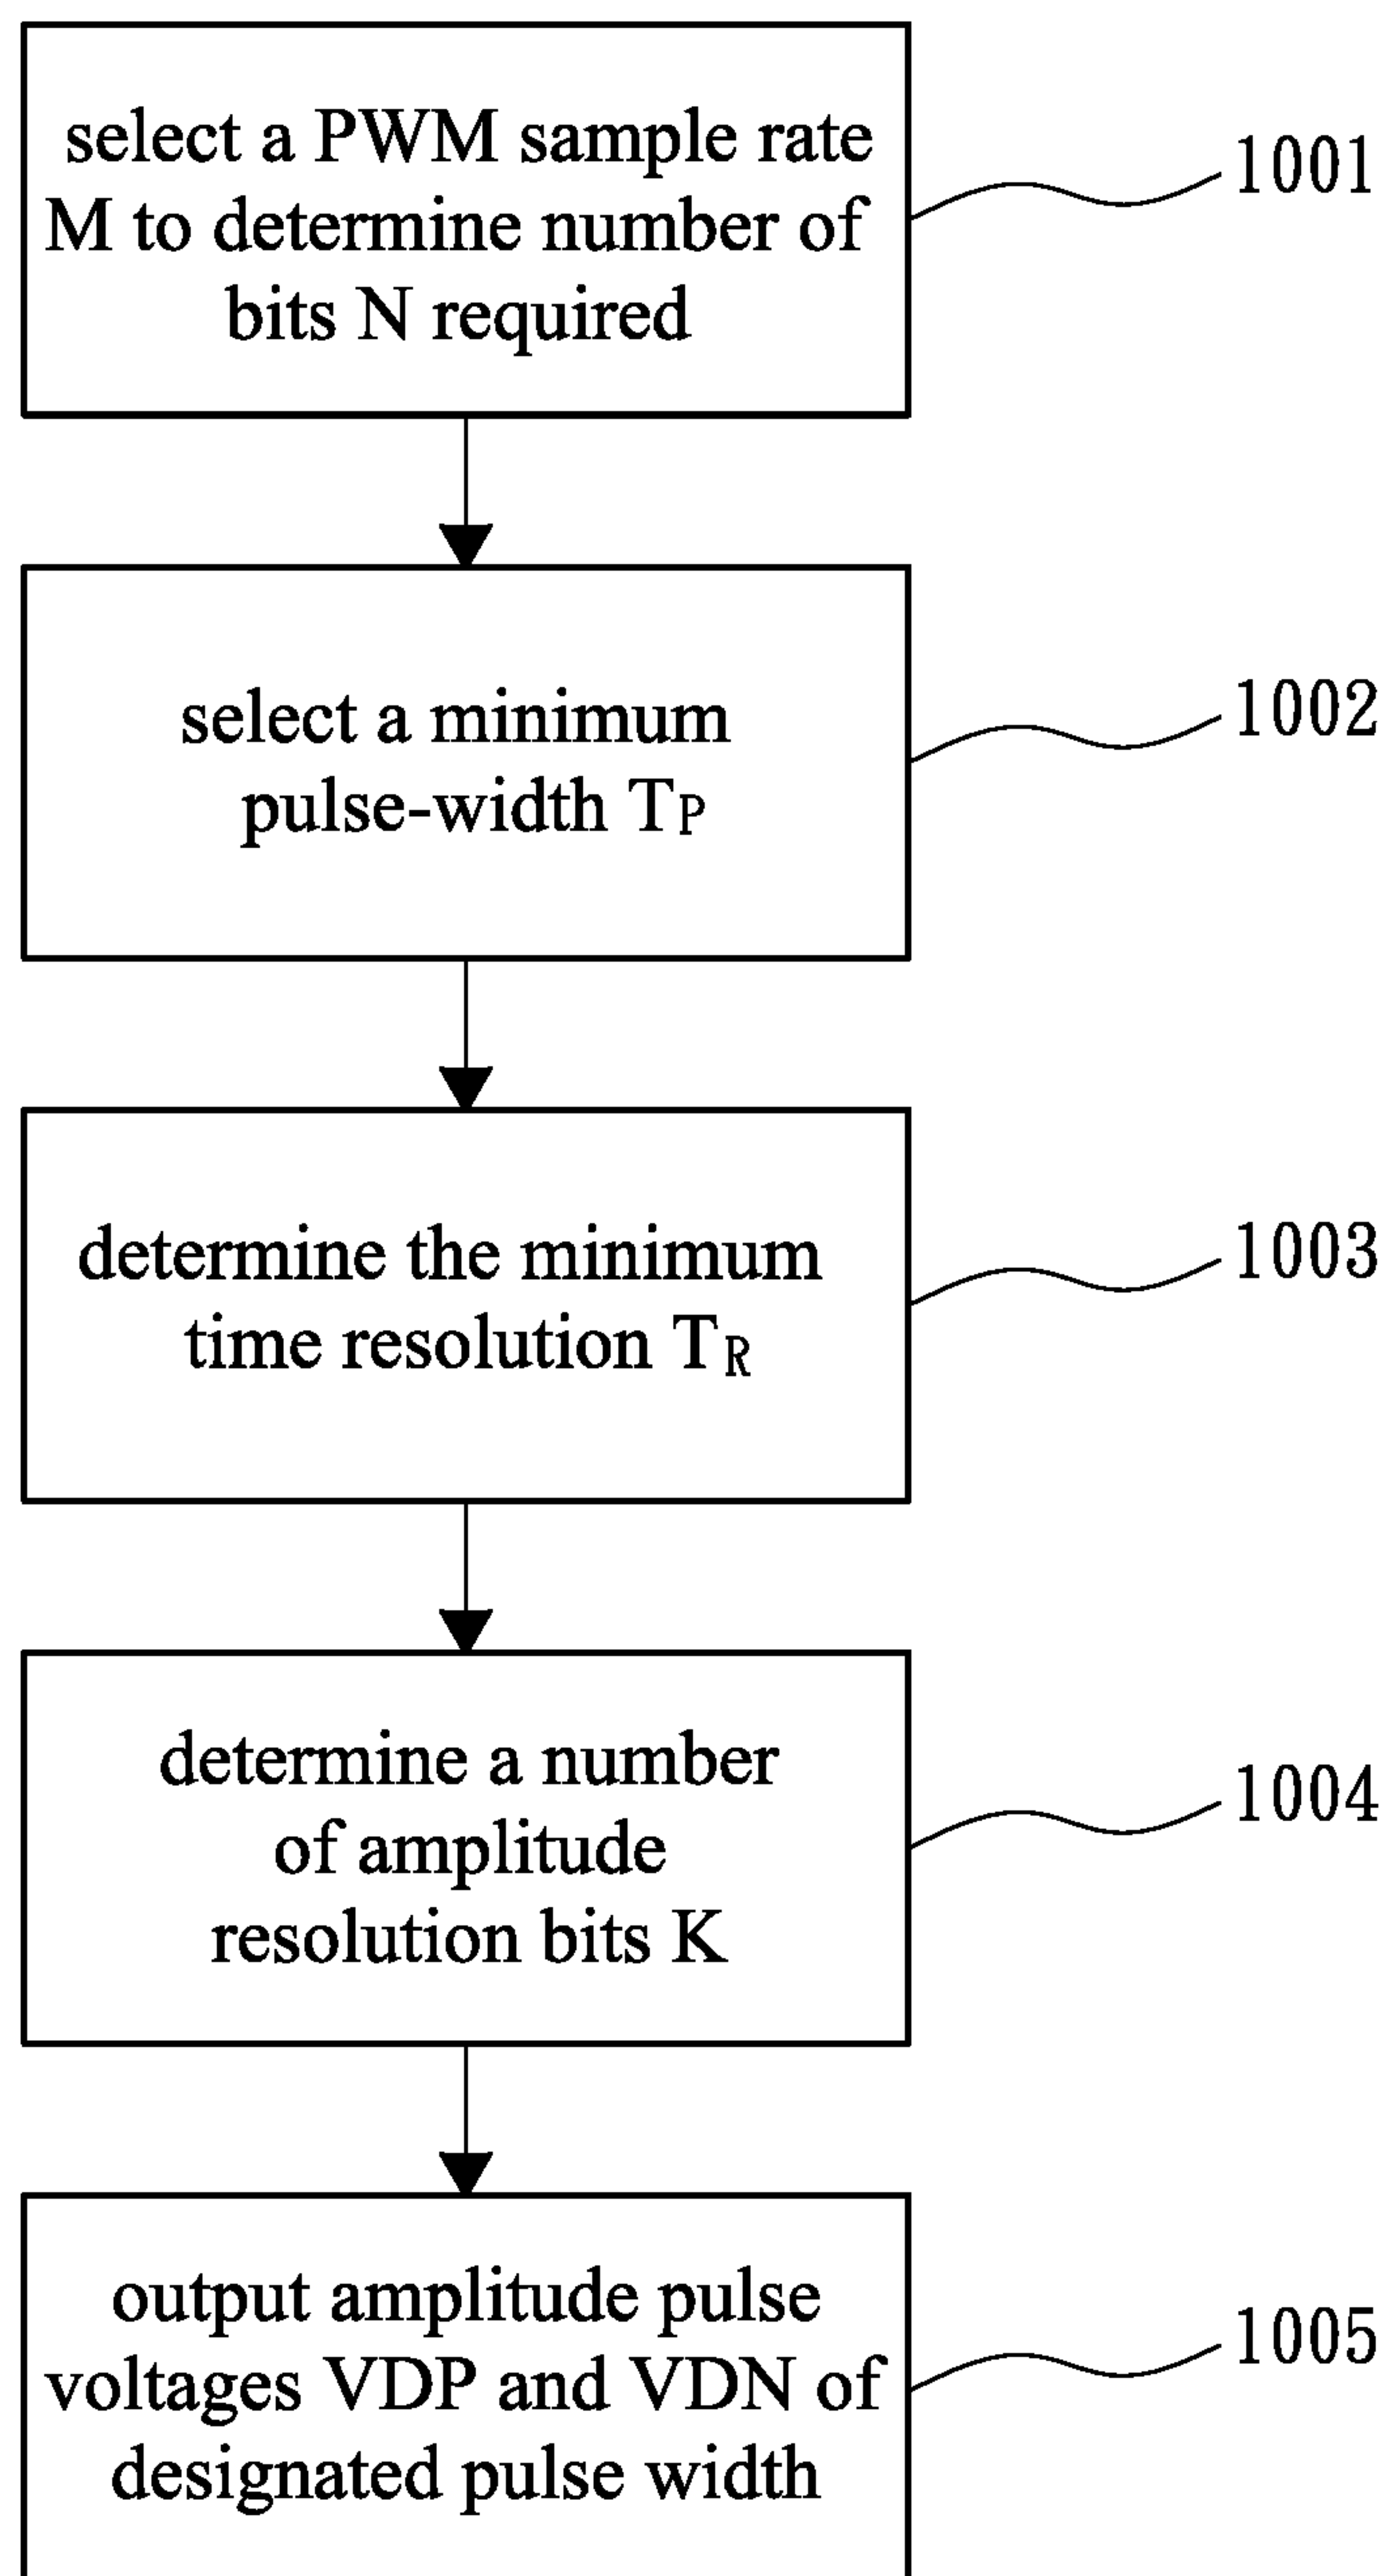 select a PWM sample rate
M to determine number of
bits N required
1001
select a minimum
pulse-width TP
1002
determine the minimum
time resolution TR
1003
determine a number
of amplitude
resolution bits K
1004
output amplitude pulse
voltages VDP and VDN of
designated pulse width
1005